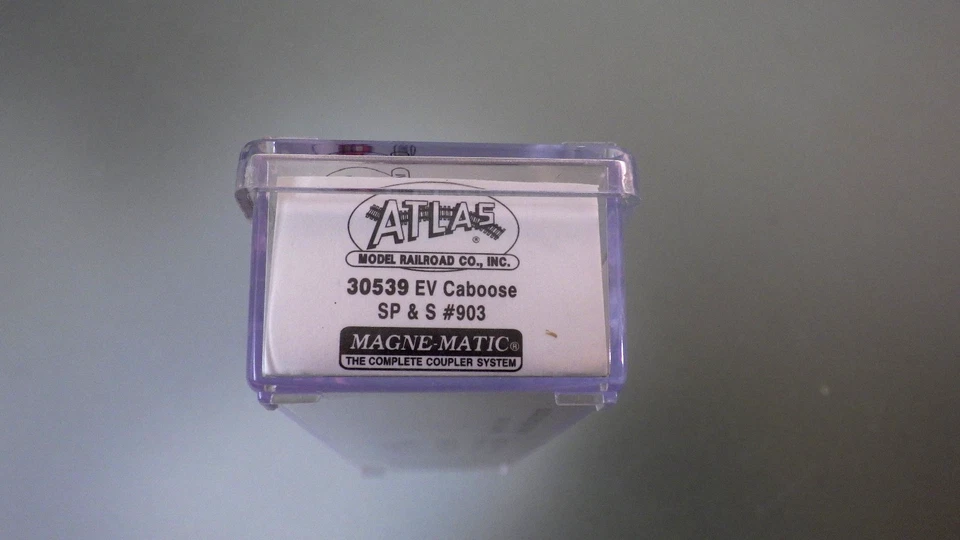 ATLAS®
MODEL RAILROAD CO., INC.
30539 EV Caboose
SP & S #903
MAGNE-MATIC®
THE COMPLETE COUPLER SYSTEM